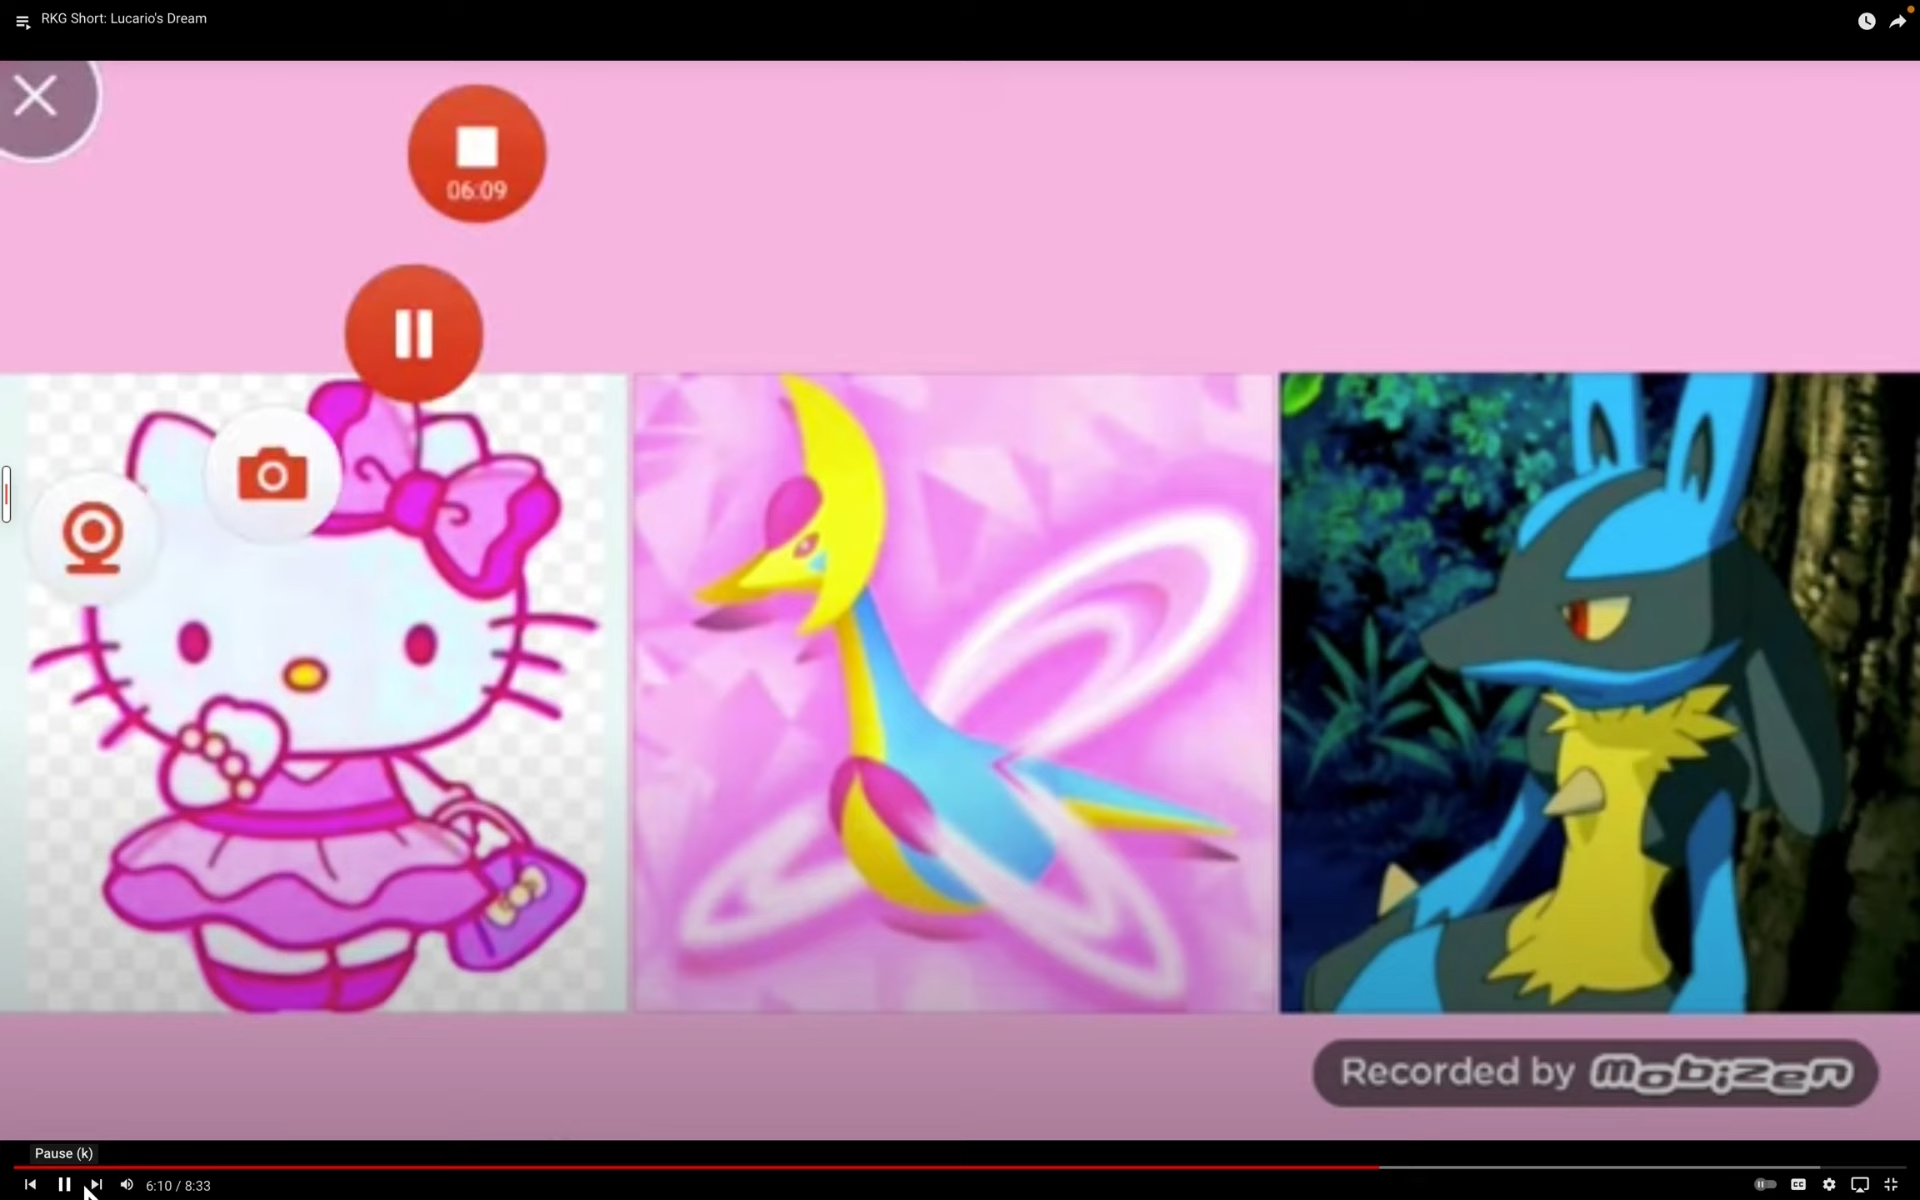 RKG Short: Lucario's Dream
06:09
Recorded by mobizen
Pause (k)
6:10 / 8:33